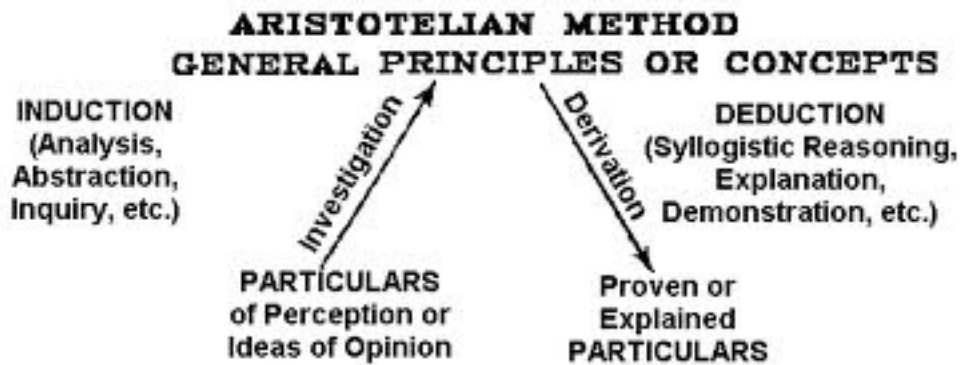 ARISTOTELIAN METHOD
GENERAL PRINCIPLES OR CONCEPTS
INDUCTION
(Analysis,
Abstraction,
Inquiry, etc.)
Investigation
Derivation
DEDUCTION
(Syllogistic Reasoning,
Explanation,
Demonstration, etc.)
PARTICULARS
of Perception or
Ideas of Opinion
Proven or
Explained
PARTICULARS